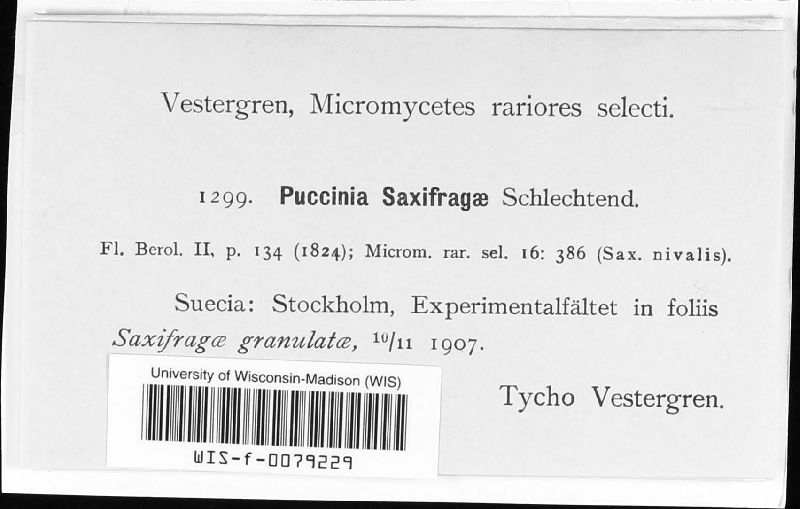 Vestergren, Micromycetes rariores selecti.
1299. Puccinia Saxifragæ Schlechtend.
Fl. Berol. II, p. 134 (1824); Microm. rar. sel. 16: 386 (Sax. nivalis).
Suecia: Stockholm, Experimentalfältet in foliis
Saxifragæ granulatæ, 10/11 1907.
Tycho Vestergren.
University of Wisconsin-Madison (WIS)
WIS-f-0079229